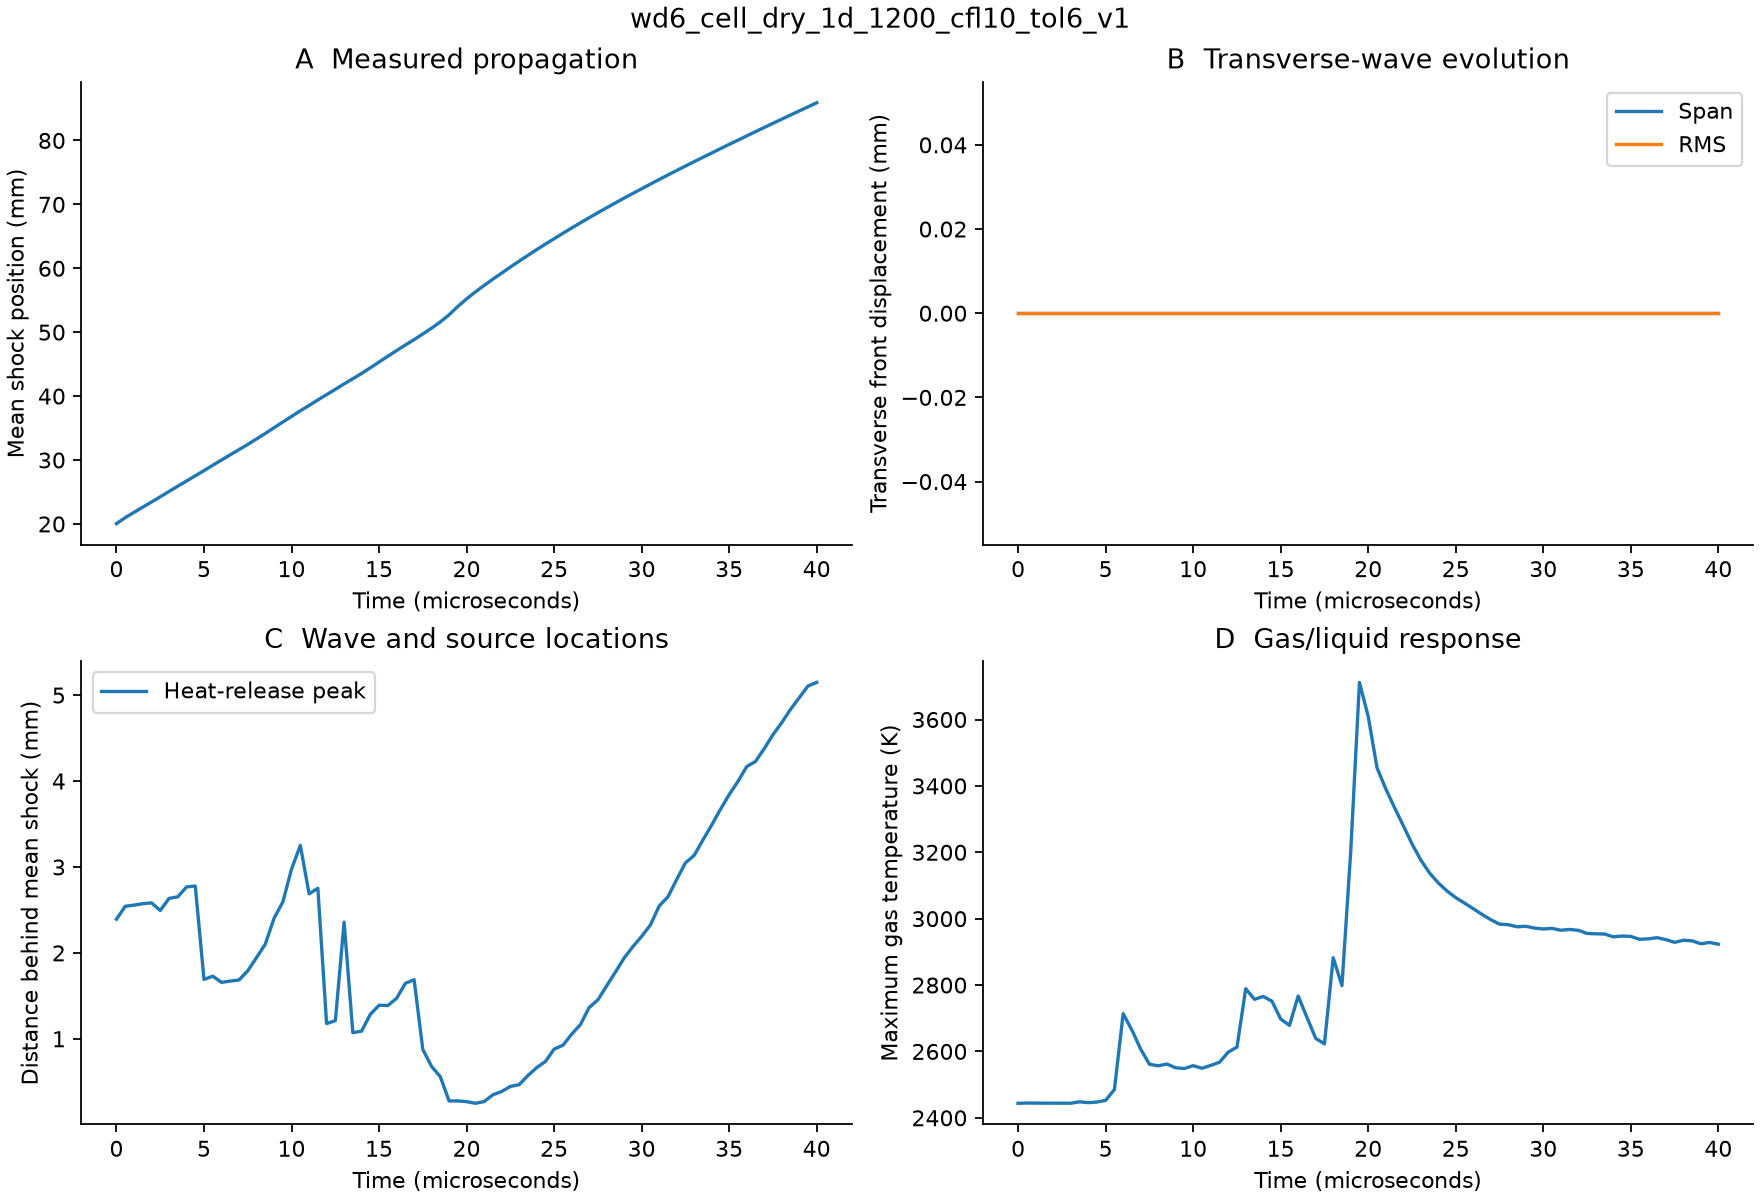 wd6_cell_dry_1d_1200_cfl10_tol6_v1
A Measured propagation
Mean shock position (mm)
80
70
60
50
40
30
20
0 5 10 15 20 25 30 35 40
Time (microseconds)
B Transverse-wave evolution
Transverse front displacement (mm)
Span
RMS
0.04
0.02
0.00
−0.02
−0.04
0 5 10 15 20 25 30 35 40
Time (microseconds)
C Wave and source locations
Distance behind mean shock (mm)
Heat-release peak
5
4
3
2
1
0 5 10 15 20 25 30 35 40
Time (microseconds)
D Gas/liquid response
Maximum gas temperature (K)
3600
3400
3200
3000
2800
2600
2400
0 5 10 15 20 25 30 35 40
Time (microseconds)